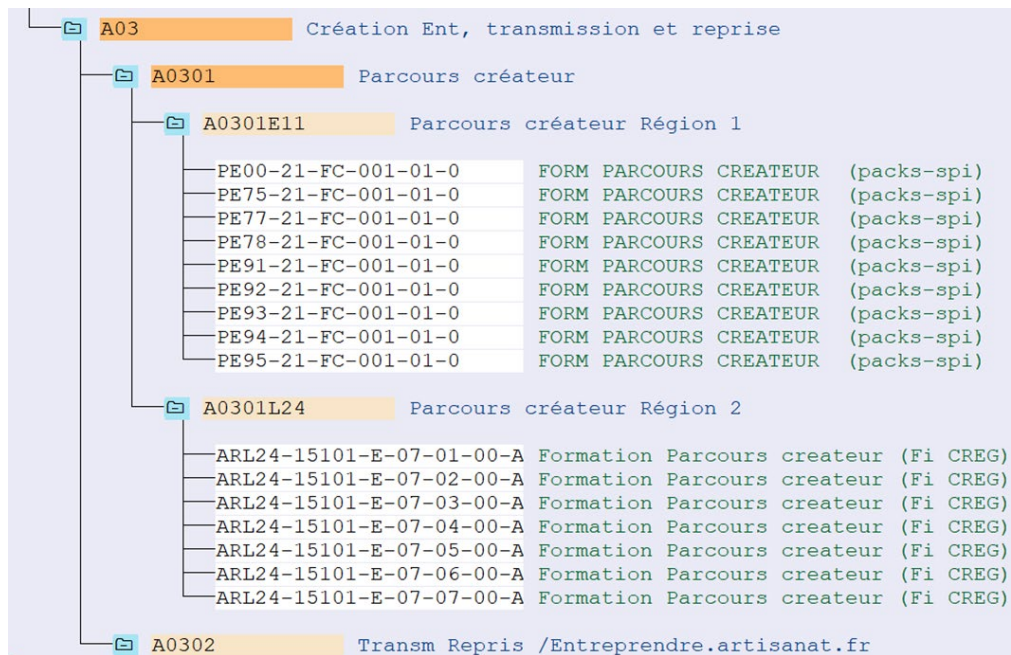 A03 Création Ent, transmission et reprise
A0301 Parcours créateur
A0301E11 Parcours créateur Région 1
PE00-21-FC-001-01-0 FORM PARCOURS CREATEUR (packs-spi)
PE75-21-FC-001-01-0 FORM PARCOURS CREATEUR (packs-spi)
PE77-21-FC-001-01-0 FORM PARCOURS CREATEUR (packs-spi)
PE78-21-FC-001-01-0 FORM PARCOURS CREATEUR (packs-spi)
PE91-21-FC-001-01-0 FORM PARCOURS CREATEUR (packs-spi)
PE92-21-FC-001-01-0 FORM PARCOURS CREATEUR (packs-spi)
PE93-21-FC-001-01-0 FORM PARCOURS CREATEUR (packs-spi)
PE94-21-FC-001-01-0 FORM PARCOURS CREATEUR (packs-spi)
PE95-21-FC-001-01-0 FORM PARCOURS CREATEUR (packs-spi)
A0301L24 Parcours créateur Région 2
ARL24-15101-E-07-01-00-A Formation Parcours createur (Fi CREG)
ARL24-15101-E-07-02-00-A Formation Parcours createur (Fi CREG)
ARL24-15101-E-07-03-00-A Formation Parcours createur (Fi CREG)
ARL24-15101-E-07-04-00-A Formation Parcours createur (Fi CREG)
ARL24-15101-E-07-05-00-A Formation Parcours createur (Fi CREG)
ARL24-15101-E-07-06-00-A Formation Parcours createur (Fi CREG)
ARL24-15101-E-07-07-00-A Formation Parcours createur (Fi CREG)
A0302 Transm Repris /Entreprendre.artisanat.fr